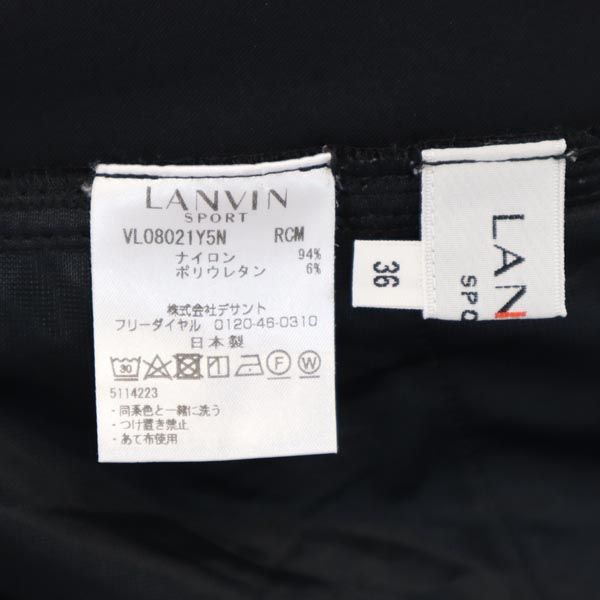 LANVIN
SPORT
VL08021Y5N RCM
ナイロン 94%
ポリウレタン 6%
株式会社デサント
フリーダイヤル 0120-46-0310
日本製
30 F W
5114223
・同系色と一緒に洗う
・つけ置き禁止
・あて布使用
36
LAN
SPO